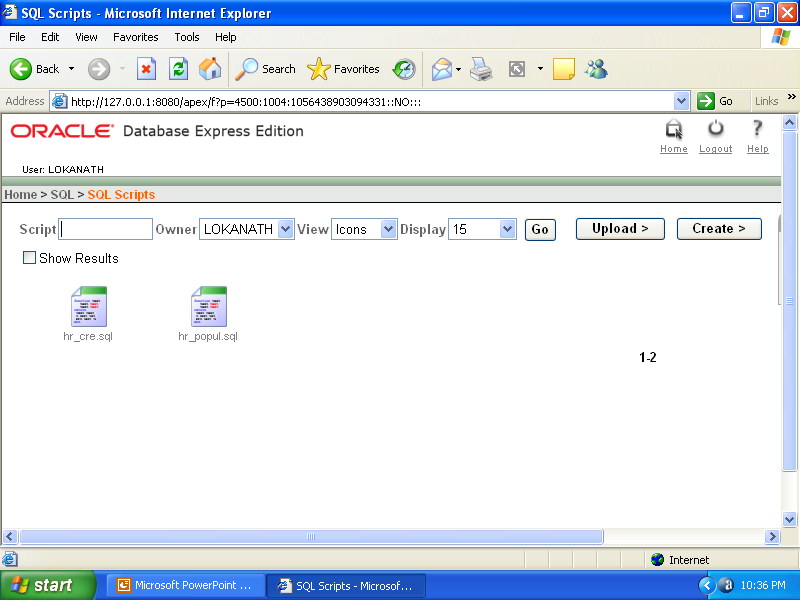 SQL Scripts - Microsoft Internet Explorer
File Edit View Favorites Tools Help
Back Search Favorites
Address http://127.0.0.1:8080/apex/f?p=4500:1004:1056438903094331::NO::: Go Links »
ORACLE® Database Express Edition
Home Logout Help
User: LOKANATH
Home > SQL > SQL Scripts
Script Owner LOKANATH View Icons Display 15 Go Upload > Create >
Show Results
hr_cre.sql hr_popul.sql
1-2
Internet
start Microsoft PowerPoint ... SQL Scripts - Microsof... 10:36 PM